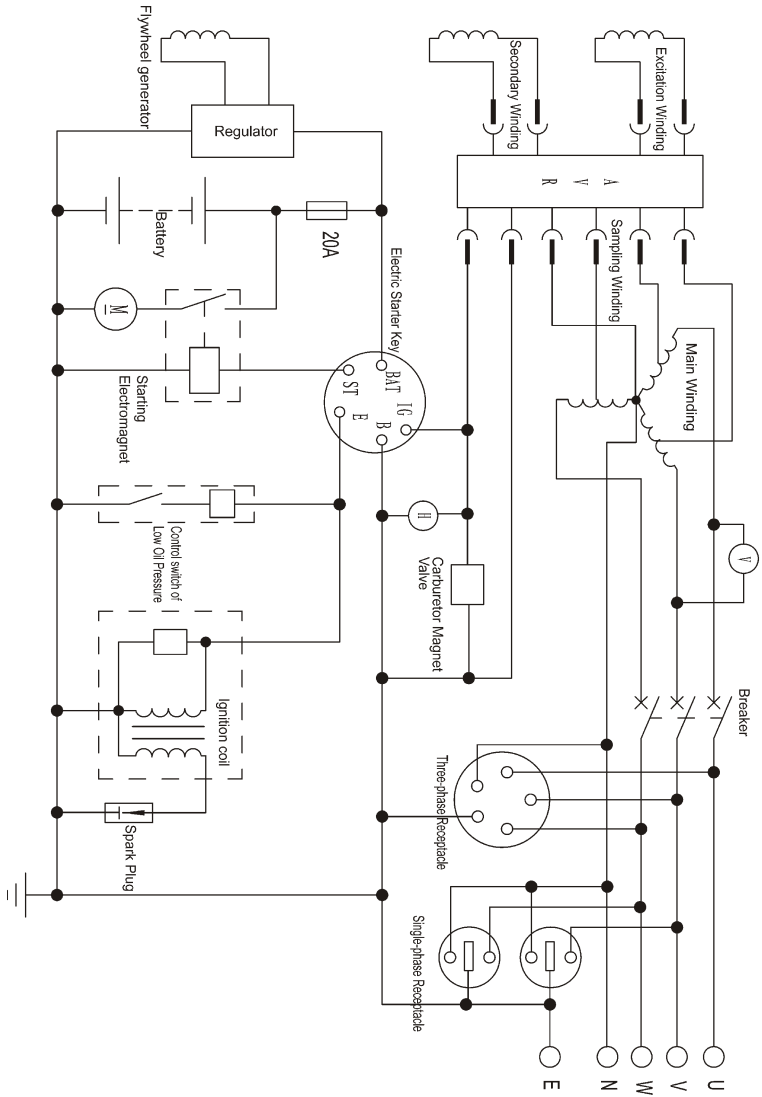 U
V
W
N
E
Breaker
V
Main Winding
Excitation Winding
Sampling Winding
A V R
Secondary Winding
Carburetor Magnet
Valve
H
Three-phase Receptacle
Single-phase Receptacle
Electric Starter Key
IG
BAT
B
E
ST
20A
Regulator
Flywheel generator
Battery
M
Starting
Electromagnet
Control switch of
Low Oil Pressure
Ignition coil
Spark Plug